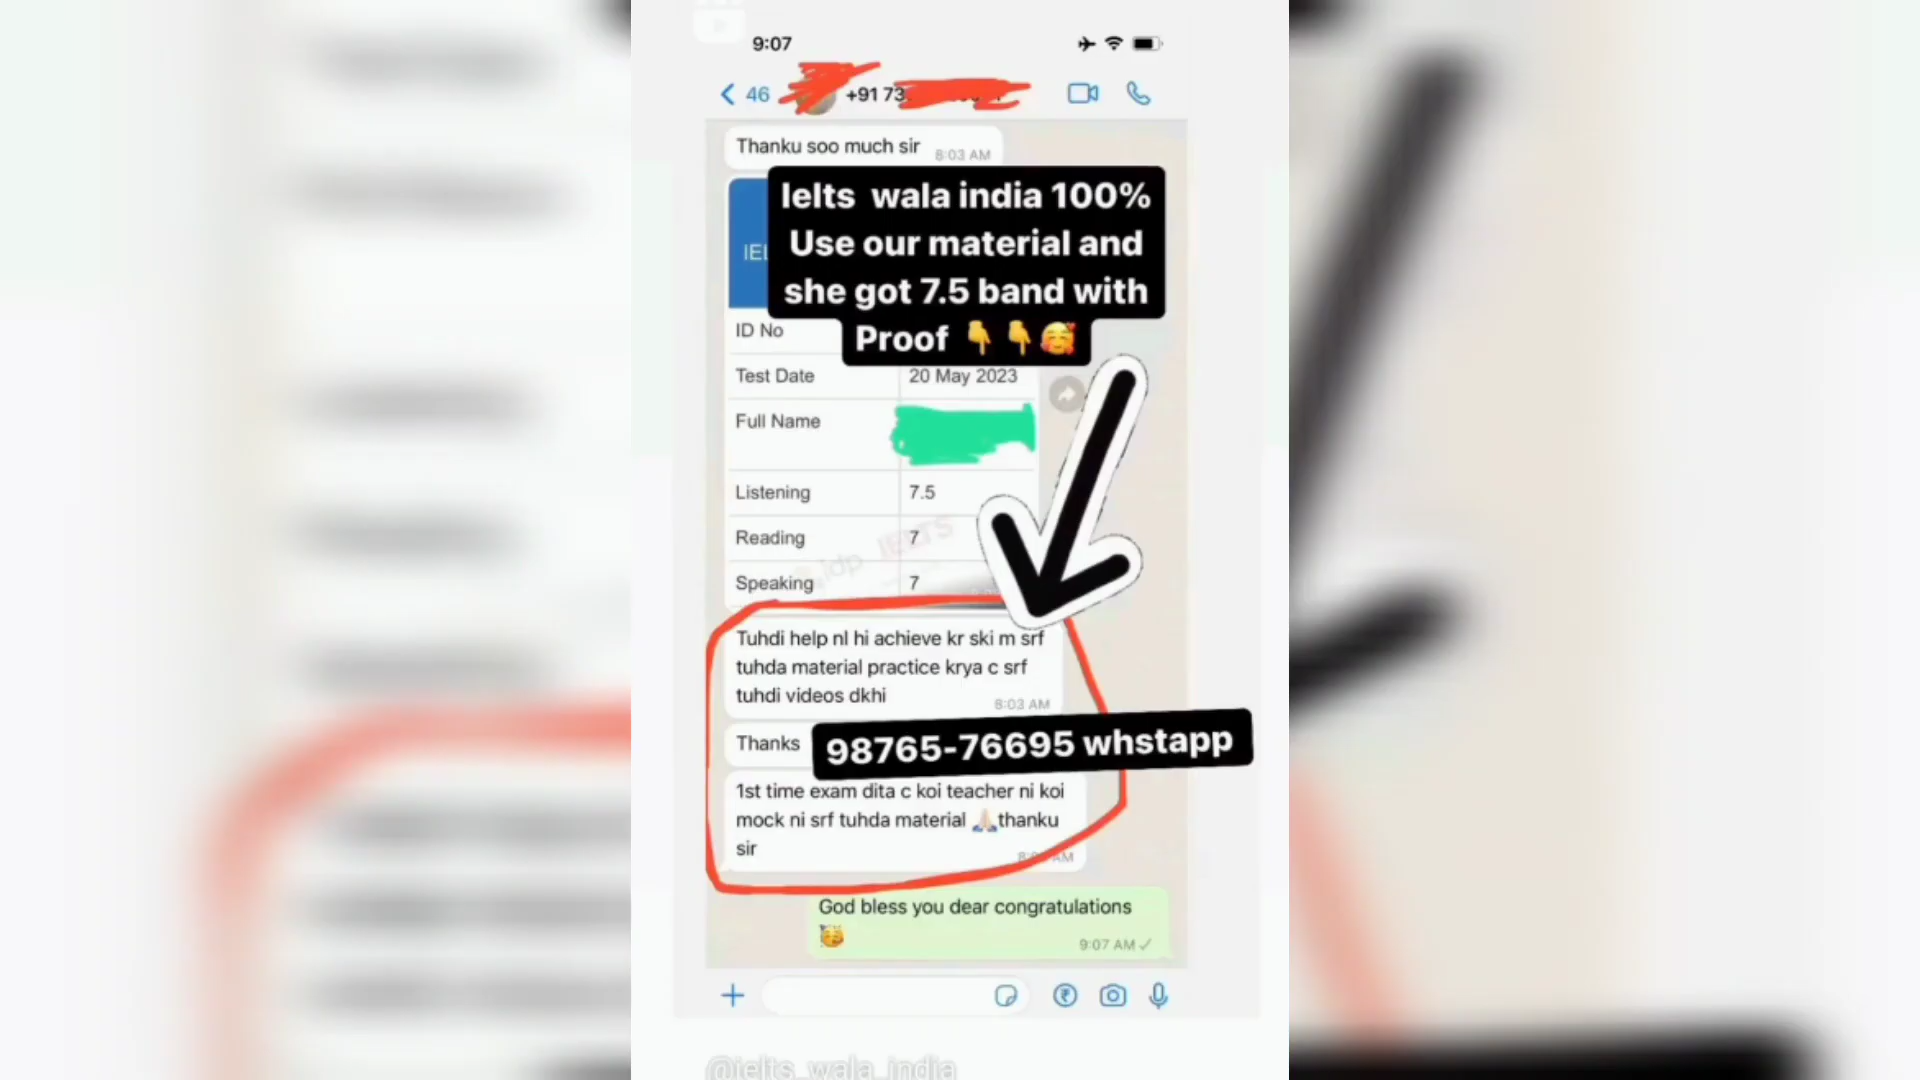 9:07
46
+91 73
Thanku soo much sir
8:03 AM
Ielts wala india 100%
Use our material and
she got 7.5 band with
Proof 👇👇🥰
ID No
Test Date 20 May 2023
Full Name
Listening 7.5
Reading 7
idp IELTS
Speaking 7
Tuhdi help nl hi achieve kr ski m srf
tuhda material practice krya c srf
tuhdi videos dkhi
8:03 AM
Thanks
98765-76695 whstapp
1st time exam dita c koi teacher ni koi
mock ni srf tuhda material 🙏🏻thanku
sir
God bless you dear congratulations
🥳
9:07 AM
@ielts_wala_india